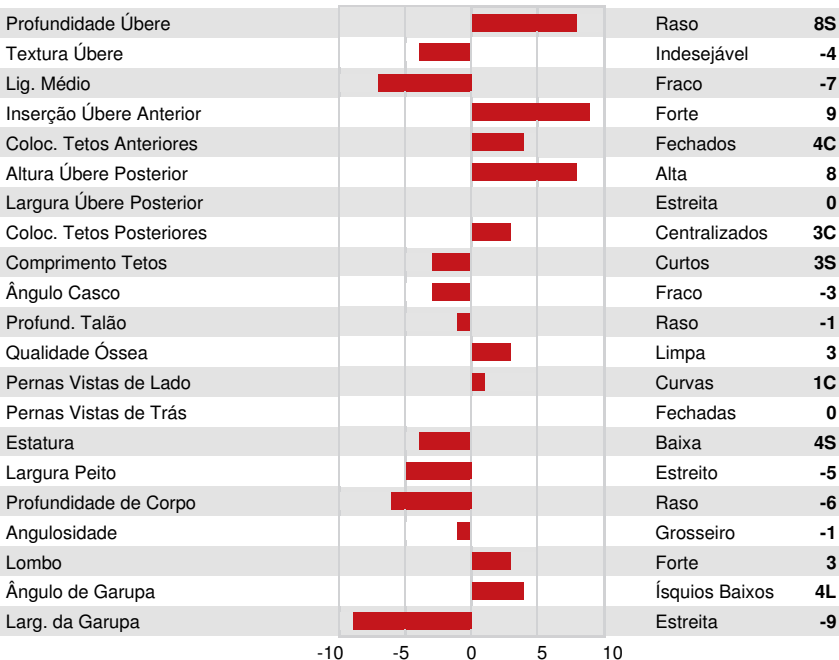 Profundidade Úbere Raso 8S
Textura Úbere Indesejável -4
Lig. Médio Fraco -7
Inserção Úbere Anterior Forte 9
Coloc. Tetos Anteriores Fechados 4C
Altura Úbere Posterior Alta 8
Largura Úbere Posterior Estreita 0
Coloc. Tetos Posteriores Centralizados 3C
Comprimento Tetos Curtos 3S
Ângulo Casco Fraco -3
Profund. Talão Raso -1
Qualidade Óssea Limpa 3
Pernas Vistas de Lado Curvas 1C
Pernas Vistas de Trás Fechadas 0
Estatura Baixa 4S
Largura Peito Estreito -5
Profundidade de Corpo Raso -6
Angulosidade Grosseiro -1
Lombo Forte 3
Ângulo de Garupa Ísquios Baixos 4L
Larg. da Garupa Estreita -9
-10 -5 0 5 10